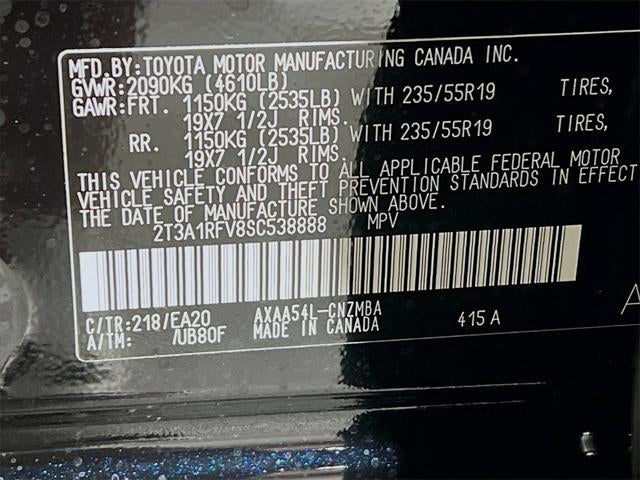 MFD.BY:TOYOTA MOTOR MANUFACTURING CANADA INC.
GVWR:2090KG (4610LB)
GAWR:FRT. 1150KG (2535LB) WITH 235/55R19 TIRES,
19X7 1/2J RIMS.
RR. 1150KG (2535LB) WITH 235/55R19 TIRES,
19X7 1/2J RIMS.
THIS VEHICLE CONFORMS TO ALL APPLICABLE FEDERAL MOTOR
VEHICLE SAFETY AND THEFT PREVENTION STANDARDS IN EFFECT
THE DATE OF MANUFACTURE SHOWN ABOVE.
2T3A1RFV8SC538888 MPV
C/TR:218/EA20 AXAA54L-CNZMBA 415A
A/TM: /UB80F MADE IN CANADA